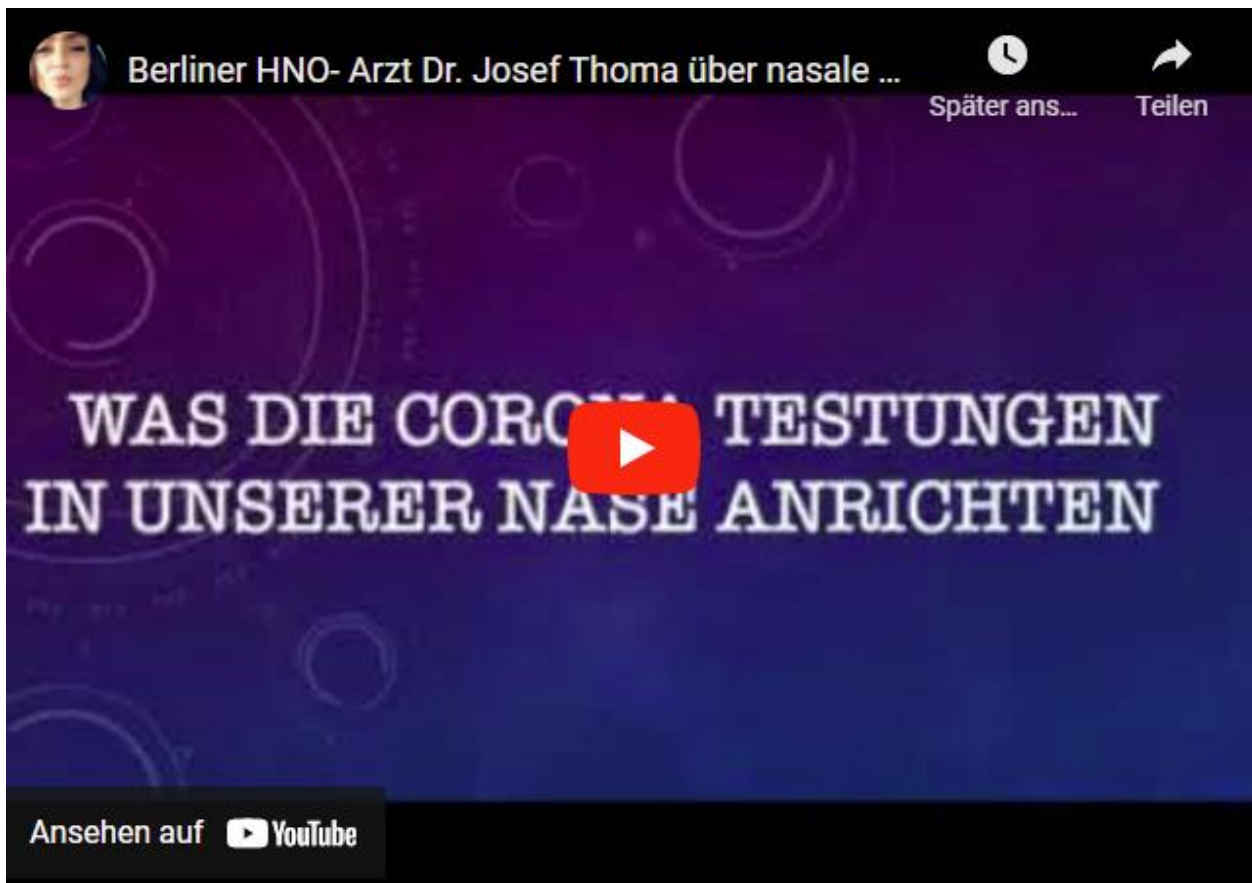 Berliner HNO- Arzt Dr. Josef Thoma über nasale ...
Später ans...
Teilen
WAS DIE CORONA TESTUNGEN
IN UNSERER NASE ANRICHTEN
Ansehen auf YouTube